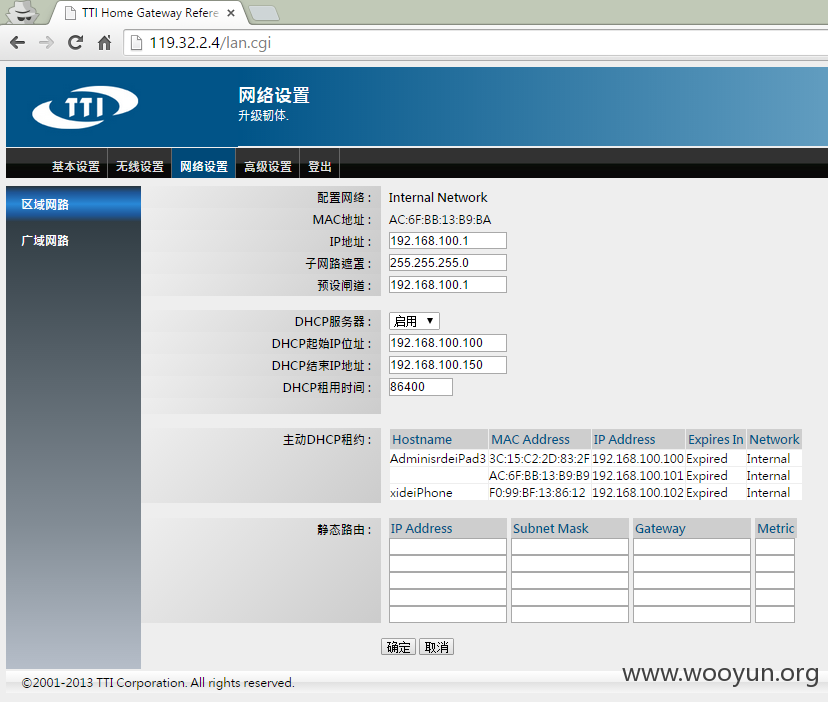 TTI Home Gateway Refere
119.32.2.4/lan.cgi
TTI
网络设置
升级韧体.
基本设置 无线设置 网络设置 高级设置 登出
区域网路
广域网路
配置网络： Internal Network
MAC地址： AC:6F:BB:13:B9:BA
IP地址： 192.168.100.1
子网路遮罩： 255.255.255.0
预设闸道： 192.168.100.1
DHCP服务器： 启用
DHCP起始IP位址： 192.168.100.100
DHCP结束IP地址： 192.168.100.150
DHCP租用时间： 86400
主动DHCP租约： Hostname MAC Address IP Address Expires In Network
AdminisrdeiPad3 3C:15:C2:2D:83:2F 192.168.100.100 Expired Internal
AC:6F:BB:13:B9:B9 192.168.100.101 Expired Internal
xideiPhone F0:99:BF:13:86:12 192.168.100.102 Expired Internal
静态路由： IP Address Subnet Mask Gateway Metric
确定 取消
©2001-2013 TTI Corporation. All rights reserved.
www.wooyun.org